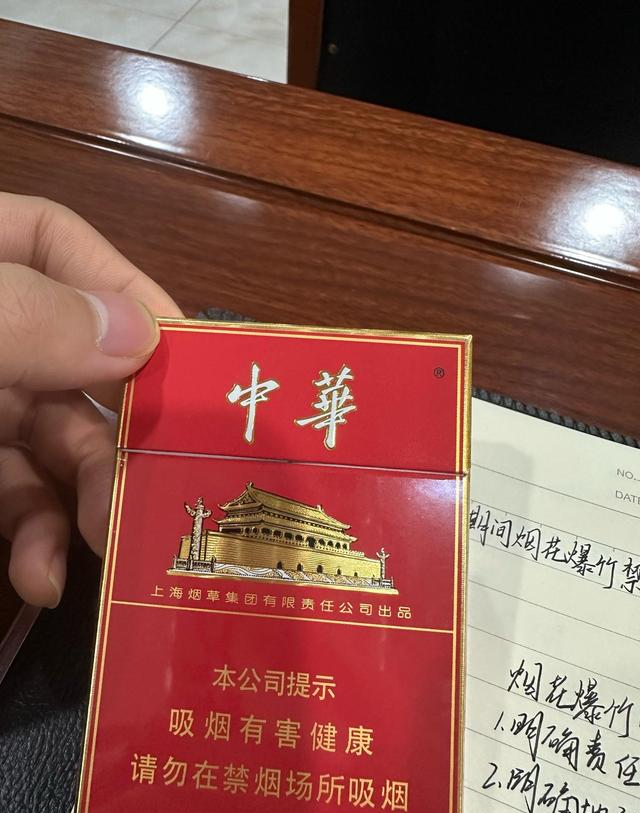 中華®
上海烟草集团有限责任公司出品
本公司提示
吸烟有害健康
请勿在禁烟场所吸烟
NO.
DATE
期间烟花爆竹禁
烟花爆竹
1.明确责任
2.明确